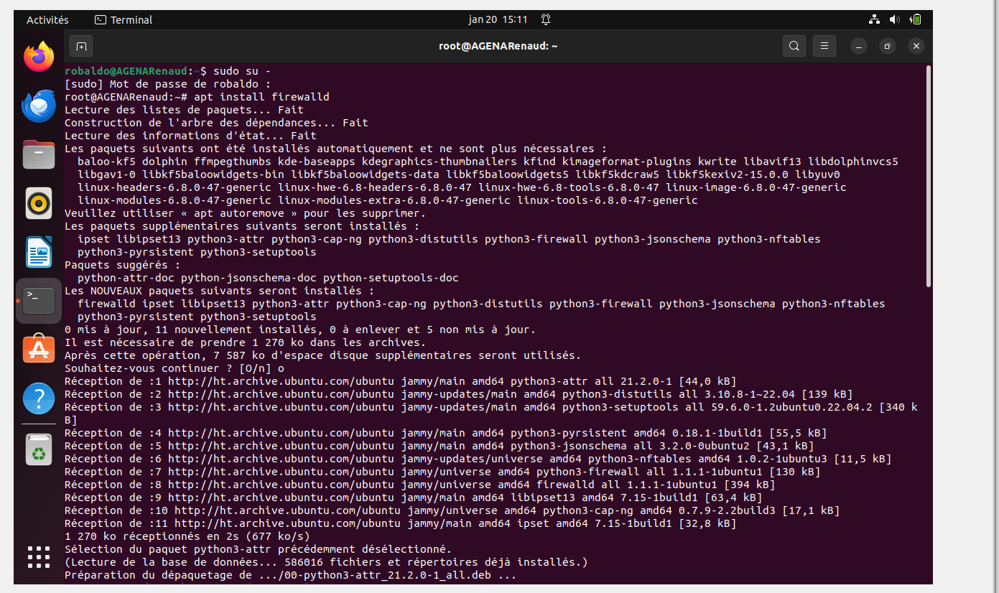 Activités
Terminal
jan 20 15:11
root@AGENARenaud: ~
robaldo@AGENARenaud:~$ sudo su -
[sudo] Mot de passe de robaldo :
root@AGENARenaud:~# apt install firewalld
Lecture des listes de paquets... Fait
Construction de l'arbre des dépendances... Fait
Lecture des informations d'état... Fait
Les paquets suivants ont été installés automatiquement et ne sont plus nécessaires :
baloo-kf5 dolphin ffmpegthumbs kde-baseapps kdegraphics-thumbnailers kfind kimageformat-plugins kwrite libavif13 libdolphinvcs5
libgav1-0 libkf5baloowidgets-bin libkf5baloowidgets-data libkf5baloowidgets5 libkf5kdcraw5 libkf5kexiv2-15.0.0 libyuv0
linux-headers-6.8.0-47-generic linux-hwe-6.8-headers-6.8.0-47 linux-hwe-6.8-tools-6.8.0-47 linux-image-6.8.0-47-generic
linux-modules-6.8.0-47-generic linux-modules-extra-6.8.0-47-generic linux-tools-6.8.0-47-generic
Veuillez utiliser « apt autoremove » pour les supprimer.
Les paquets supplémentaires suivants seront installés :
ipset libipset13 python3-attr python3-cap-ng python3-distutils python3-firewall python3-jsonschema python3-nftables
python3-pyrsistent python3-setuptools
Paquets suggérés :
python-attr-doc python-jsonschema-doc python-setuptools-doc
Les NOUVEAUX paquets suivants seront installés :
firewalld ipset libipset13 python3-attr python3-cap-ng python3-distutils python3-firewall python3-jsonschema python3-nftables
python3-pyrsistent python3-setuptools
0 mis à jour, 11 nouvellement installés, 0 à enlever et 5 non mis à jour.
Il est nécessaire de prendre 1 270 ko dans les archives.
Après cette opération, 7 587 ko d'espace disque supplémentaires seront utilisés.
Souhaitez-vous continuer ? [O/n] o
Réception de :1 http://ht.archive.ubuntu.com/ubuntu jammy/main amd64 python3-attr all 21.2.0-1 [44,0 kB]
Réception de :2 http://ht.archive.ubuntu.com/ubuntu jammy-updates/main amd64 python3-distutils all 3.10.8-1~22.04 [139 kB]
Réception de :3 http://ht.archive.ubuntu.com/ubuntu jammy-updates/main amd64 python3-setuptools all 59.6.0-1.2ubuntu0.22.04.2 [340 k
B]
Réception de :4 http://ht.archive.ubuntu.com/ubuntu jammy/main amd64 python3-pyrsistent amd64 0.18.1-1build1 [55,5 kB]
Réception de :5 http://ht.archive.ubuntu.com/ubuntu jammy/main amd64 python3-jsonschema all 3.2.0-0ubuntu2 [43,1 kB]
Réception de :6 http://ht.archive.ubuntu.com/ubuntu jammy-updates/universe amd64 python3-nftables amd64 1.0.2-1ubuntu3 [11,5 kB]
Réception de :7 http://ht.archive.ubuntu.com/ubuntu jammy/universe amd64 python3-firewall all 1.1.1-1ubuntu1 [130 kB]
Réception de :8 http://ht.archive.ubuntu.com/ubuntu jammy/universe amd64 firewalld all 1.1.1-1ubuntu1 [394 kB]
Réception de :9 http://ht.archive.ubuntu.com/ubuntu jammy/main amd64 libipset13 amd64 7.15-1build1 [63,4 kB]
Réception de :10 http://ht.archive.ubuntu.com/ubuntu jammy/universe amd64 python3-cap-ng amd64 0.7.9-2.2build3 [17,1 kB]
Réception de :11 http://ht.archive.ubuntu.com/ubuntu jammy/main amd64 ipset amd64 7.15-1build1 [32,8 kB]
1 270 ko réceptionnés en 2s (677 ko/s)
Sélection du paquet python3-attr précédemment désélectionné.
(Lecture de la base de données... 586016 fichiers et répertoires déjà installés.)
Préparation du dépaquetage de .../00-python3-attr_21.2.0-1_all.deb ...